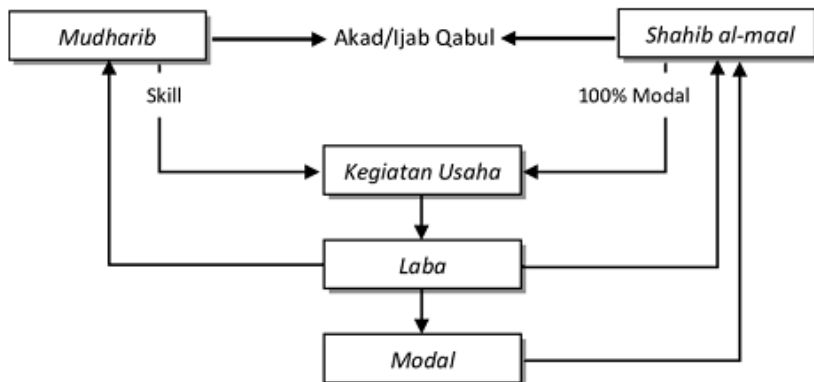 Mudharib
Akad/Ijab Qabul
Shahib al-maal
Skill
100% Modal
Kegiatan Usaha
Laba
Modal